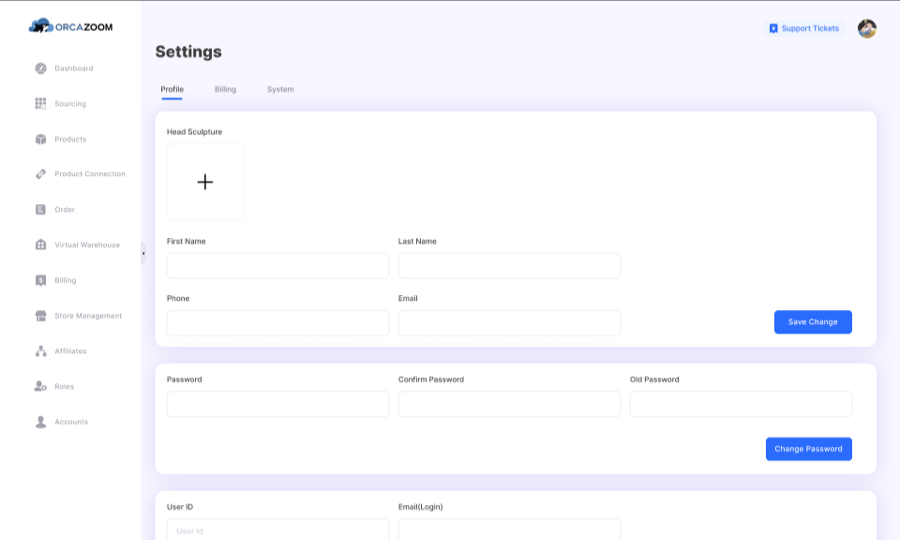 ORCAZOOM
Support Tickets
Settings
Dashboard
Profile
Billing
System
Sourcing
Head Sculpture
Products
Product Connection
Order
First Name
Last Name
Virtual Warehouse
Billing
Phone
Email
Store Management
Save Change
Affiliates
Password
Confirm Password
Old Password
Roles
Accounts
Change Password
User ID
Email(Login)
User Id